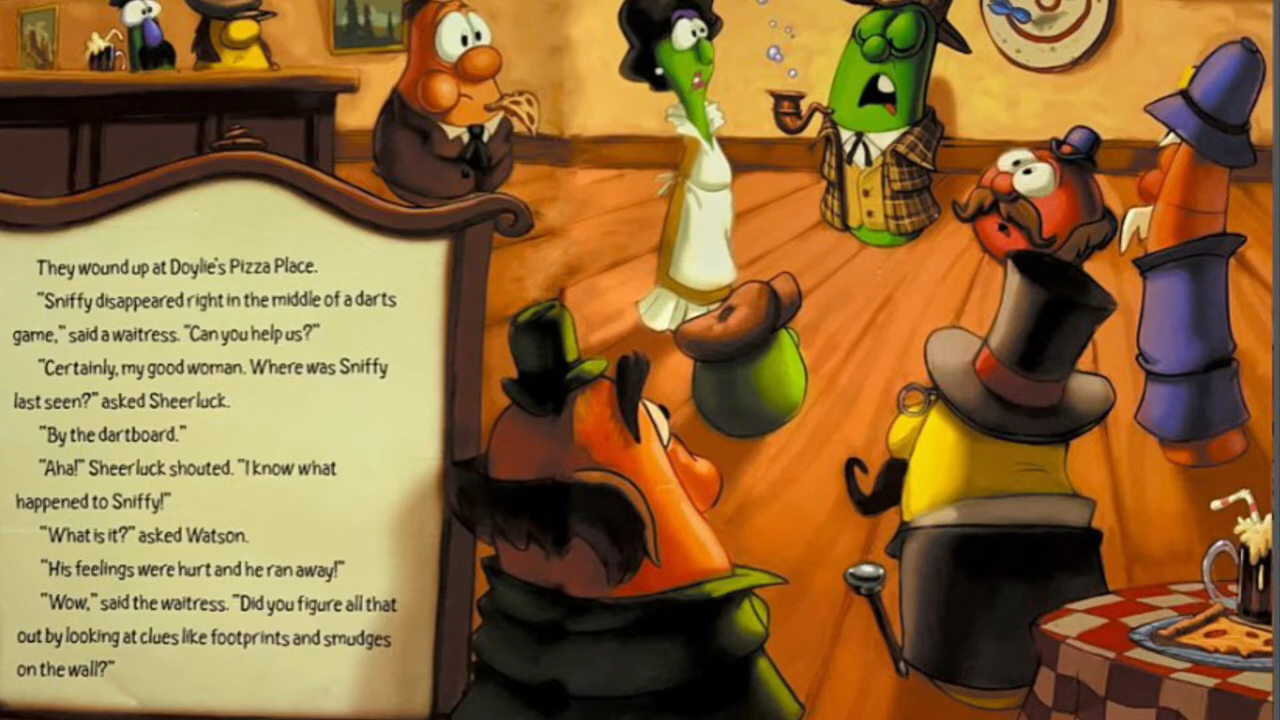 They wound up at Doylie's Pizza Place.
"Sniffy disappeared right in the middle of a darts
game," said a waitress. "Can you help us?"
"Certainly, my good woman. Where was Sniffy
last seen?" asked Sheerluck.
"By the dartboard."
"Aha!" Sheerluck shouted. "I know what
happened to Sniffy!"
"What is it?" asked Watson.
"His feelings were hurt and he ran away!"
"Wow," said the waitress. "Did you figure all that
out by looking at clues like footprints and smudges
on the wall?"